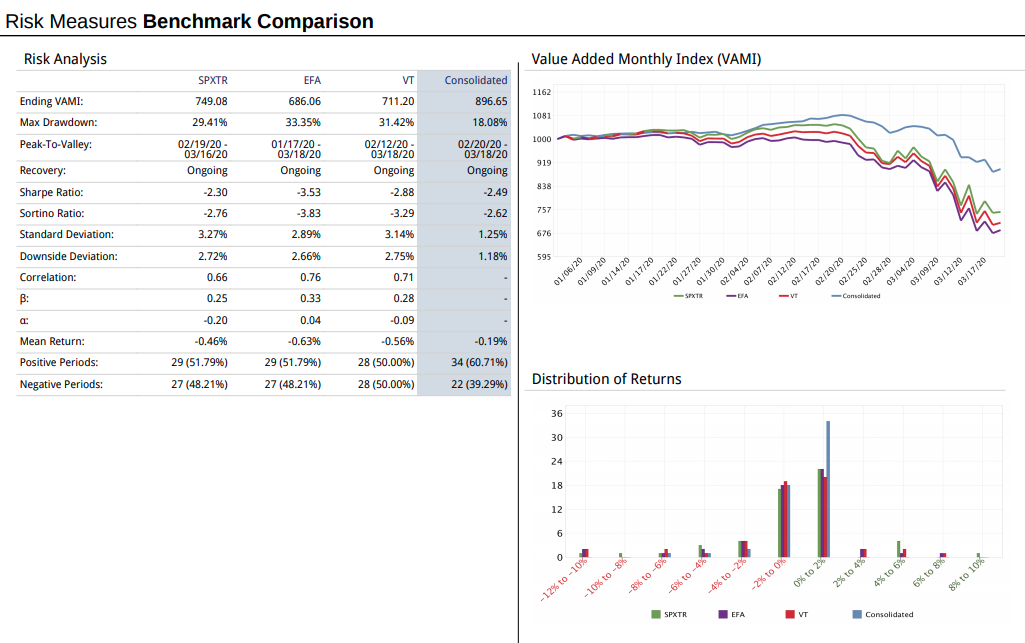 Risk Measures Benchmark Comparison
Risk Analysis
SPXTR EFA VT Consolidated
Ending VAMI: 749.08 686.06 711.20 896.65
Max Drawdown: 29.41% 33.35% 31.42% 18.08%
Peak-To-Valley: 02/19/20 - 03/16/20 01/17/20 - 03/18/20 02/12/20 - 03/18/20 02/20/20 - 03/18/20
Recovery: Ongoing Ongoing Ongoing Ongoing
Sharpe Ratio: -2.30 -3.53 -2.88 -2.49
Sortino Ratio: -2.76 -3.83 -3.29 -2.62
Standard Deviation: 3.27% 2.89% 3.14% 1.25%
Downside Deviation: 2.72% 2.66% 2.75% 1.18%
Correlation: 0.66 0.76 0.71 -
β: 0.25 0.33 0.28 -
α: -0.20 0.04 -0.09 -
Mean Return: -0.46% -0.63% -0.56% -0.19%
Positive Periods: 29 (51.79%) 29 (51.79%) 28 (50.00%) 34 (60.71%)
Negative Periods: 27 (48.21%) 27 (48.21%) 28 (50.00%) 22 (39.29%)
Value Added Monthly Index (VAMI)
1162
1081
1000
919
838
757
676
595
01/06/20 01/09/20 01/14/20 01/17/20 01/22/20 01/27/20 01/30/20 02/04/20 02/07/20 02/12/20 02/17/20 02/20/20 02/25/20 02/28/20 03/04/20 03/09/20 03/12/20 03/17/20
SPXTR EFA VT Consolidated
Distribution of Returns
36
30
24
18
12
6
0
-12% to -10% -10% to -8% -8% to -6% -6% to -4% -4% to -2% -2% to 0% 0% to 2% 2% to 4% 4% to 6% 6% to 8% 8% to 10%
SPXTR EFA VT Consolidated